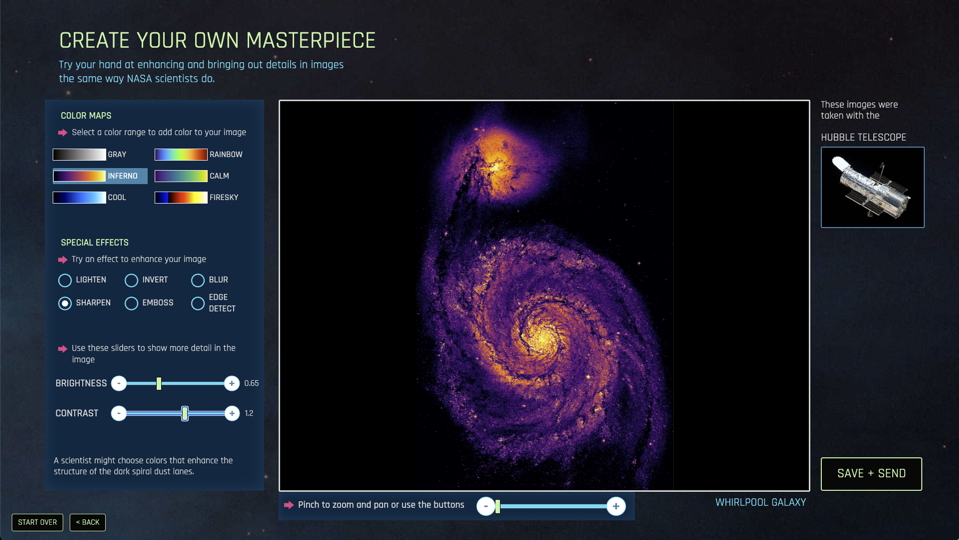 CREATE YOUR OWN MASTERPIECE
Try your hand at enhancing and bringing out details in images
the same way NASA scientists do.
COLOR MAPS
Select a color range to add color to your image
GRAY
RAINBOW
INFERNO
CALM
COOL
FIRESKY
SPECIAL EFFECTS
Try an effect to enhance your image
LIGHTEN
INVERT
BLUR
SHARPEN
EMBOSS
EDGE
DETECT
Use these sliders to show more detail in the
image
BRIGHTNESS - + 0.65
CONTRAST - + 1.2
A scientist might choose colors that enhance the
structure of the dark spiral dust lanes.
START OVER
< BACK
Pinch to zoom and pan or use the buttons - +
WHIRLPOOL GALAXY
These images were
taken with the
HUBBLE TELESCOPE
SAVE + SEND